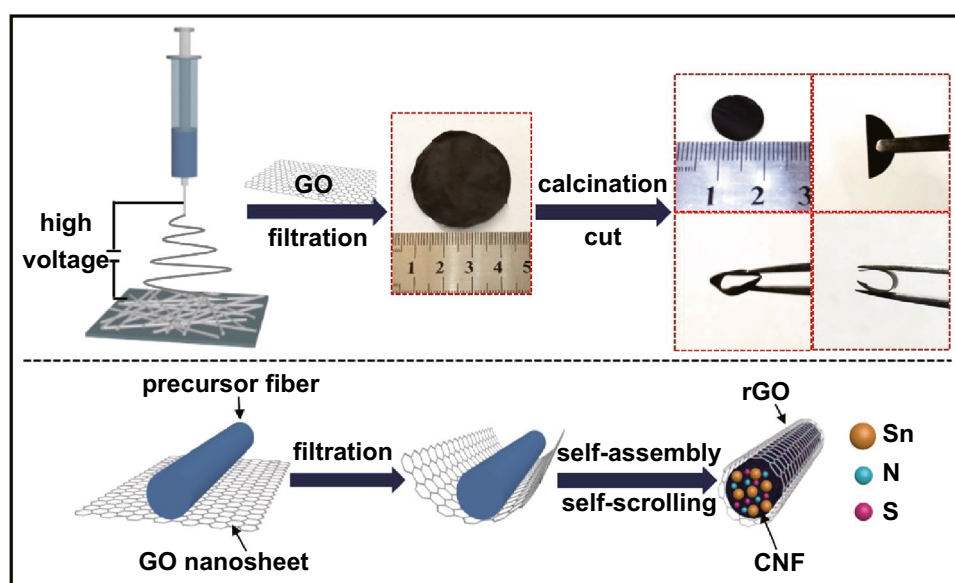 high
voltage
GO
filtration
1 2 3 4 5
calcination
cut
1 2 3
precursor fiber
GO nanosheet
filtration
self-assembly
self-scrolling
rGO
CNF
Sn
N
S